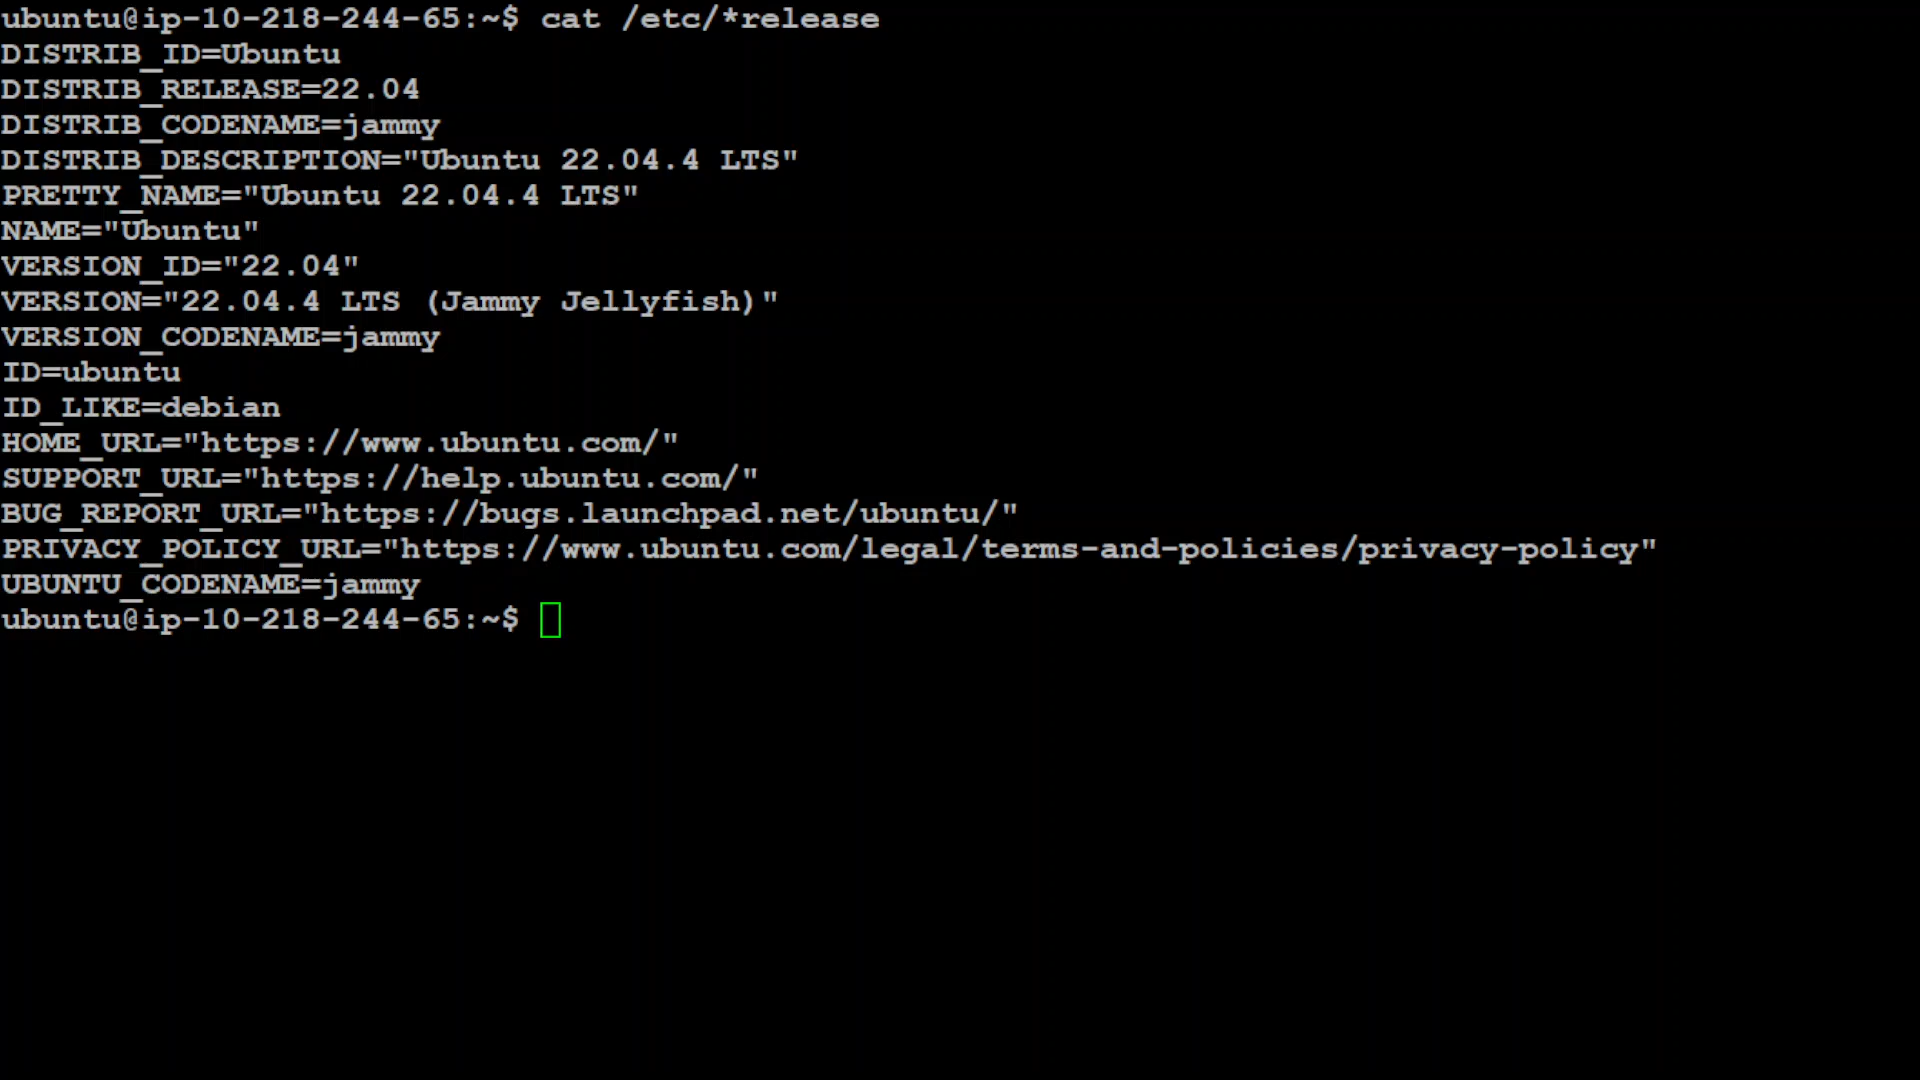 ubuntu@ip-10-218-244-65:~$ cat /etc/*release
DISTRIB_ID=Ubuntu
DISTRIB_RELEASE=22.04
DISTRIB_CODENAME=jammy
DISTRIB_DESCRIPTION="Ubuntu 22.04.4 LTS"
PRETTY_NAME="Ubuntu 22.04.4 LTS"
NAME="Ubuntu"
VERSION_ID="22.04"
VERSION="22.04.4 LTS (Jammy Jellyfish)"
VERSION_CODENAME=jammy
ID=ubuntu
ID_LIKE=debian
HOME_URL="https://www.ubuntu.com/"
SUPPORT_URL="https://help.ubuntu.com/"
BUG_REPORT_URL="https://bugs.launchpad.net/ubuntu/"
PRIVACY_POLICY_URL="https://www.ubuntu.com/legal/terms-and-policies/privacy-policy"
UBUNTU_CODENAME=jammy
ubuntu@ip-10-218-244-65:~$